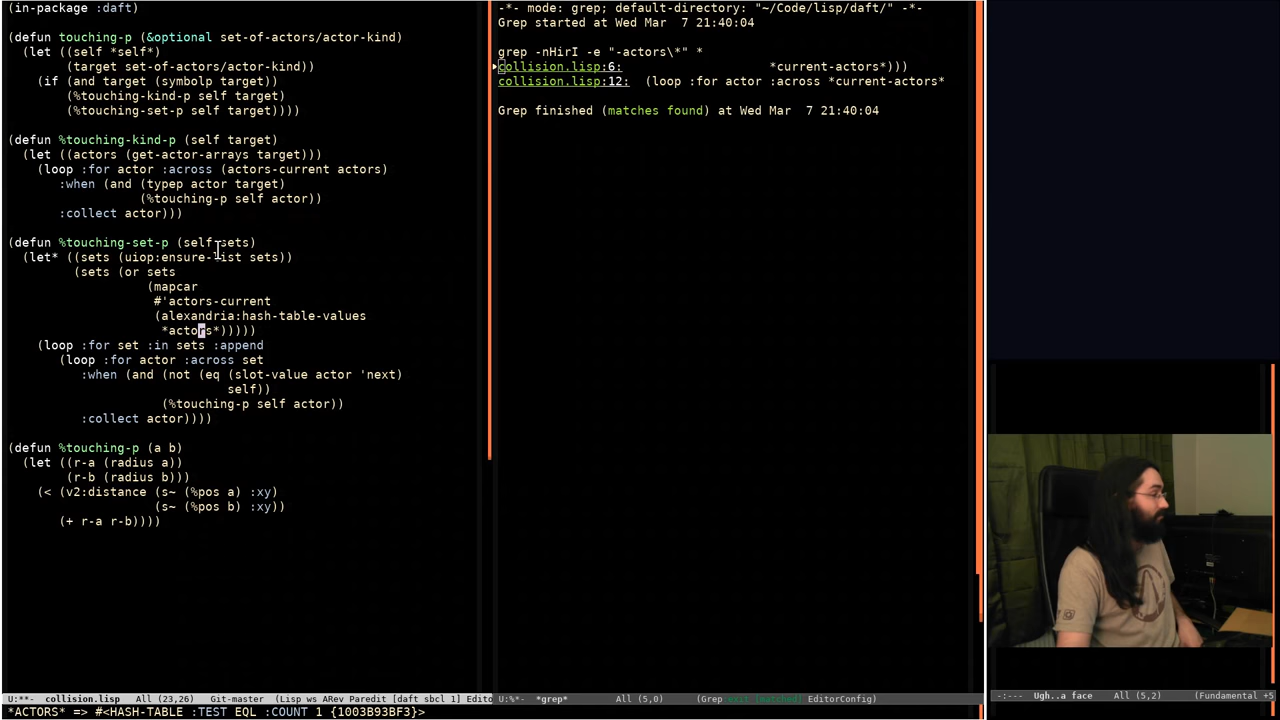 (in-package :daft)
(defun touching-p (&optional set-of-actors/actor-kind)
(let ((self *self*)
(target set-of-actors/actor-kind))
(if (and target (symbolp target))
(%touching-kind-p self target)
(%touching-set-p self target))))
(defun %touching-kind-p (self target)
(let ((actors (get-actor-arrays target)))
(loop :for actor :across (actors-current actors)
:when (and (typep actor target)
(%touching-p self actor))
:collect actor)))
(defun %touching-set-p (self sets)
(let* ((sets (uiop:ensure-list sets))
(sets (or sets
(mapcar
#'actors-current
(alexandria:hash-table-values
*actors*)))))
(loop :for set :in sets :append
(loop :for actor :across set
:when (and (not (eq (slot-value actor 'next)
self))
(%touching-p self actor))
:collect actor))))
(defun %touching-p (a b)
(let ((r-a (radius a))
(r-b (radius b)))
(< (v2:distance (s~ (%pos a) :xy)
(s~ (%pos b) :xy))
(+ r-a r-b))))
U:**-  collision.lisp   All (23,26)   Git-master  (Lisp ws ARev Paredit [daft sbcl 1] Edito
*ACTORS* => #<HASH-TABLE :TEST EQL :COUNT 1 {1003B93BF3}>
-*- mode: grep; default-directory: "~/Code/lisp/daft/" -*-
Grep started at Wed Mar  7 21:40:04
grep -nHirI -e "-actors\*" *
collision.lisp:6:                    *current-actors*)))
collision.lisp:12:  (loop :for actor :across *current-actors*
Grep finished (matches found) at Wed Mar  7 21:40:04
U:%*-  *grep*          All (5,0)     (Grep:exit [matched] EditorConfig)
-:---  Ugh..a face   All (5,2)    (Fundamental +5